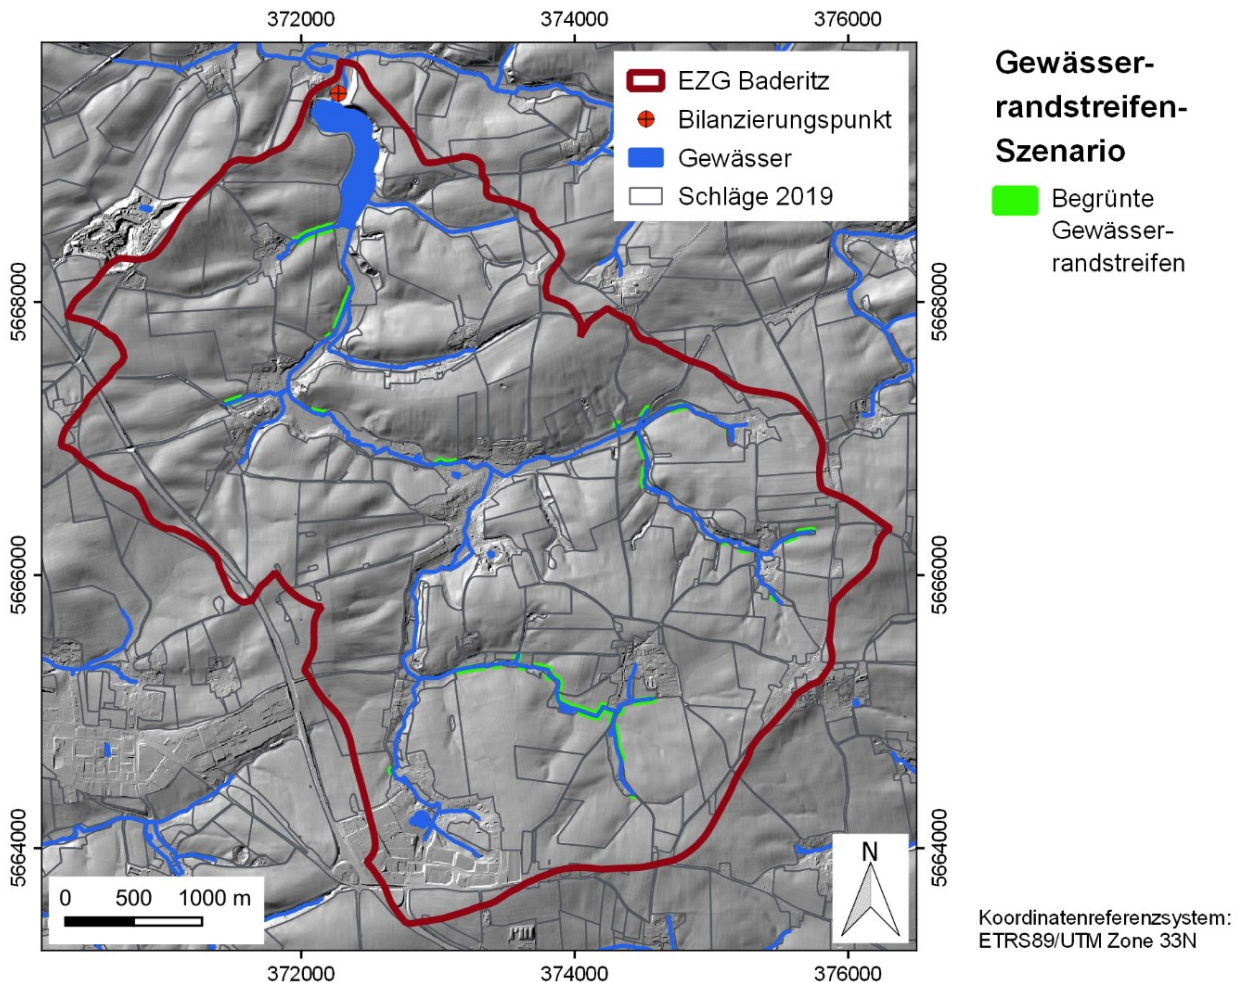 372000
374000
376000
EZG Baderitz
Bilanzierungspunkt
Gewässer
Schläge 2019
Gewässer-
randstreifen-
Szenario
Begrünte
Gewässer-
randstreifen
5668000
5668000
5666000
5666000
5664000
5664000
0 500 1000 m
N
372000
374000
376000
Koordinatenreferenzsystem:
ETRS89/UTM Zone 33N